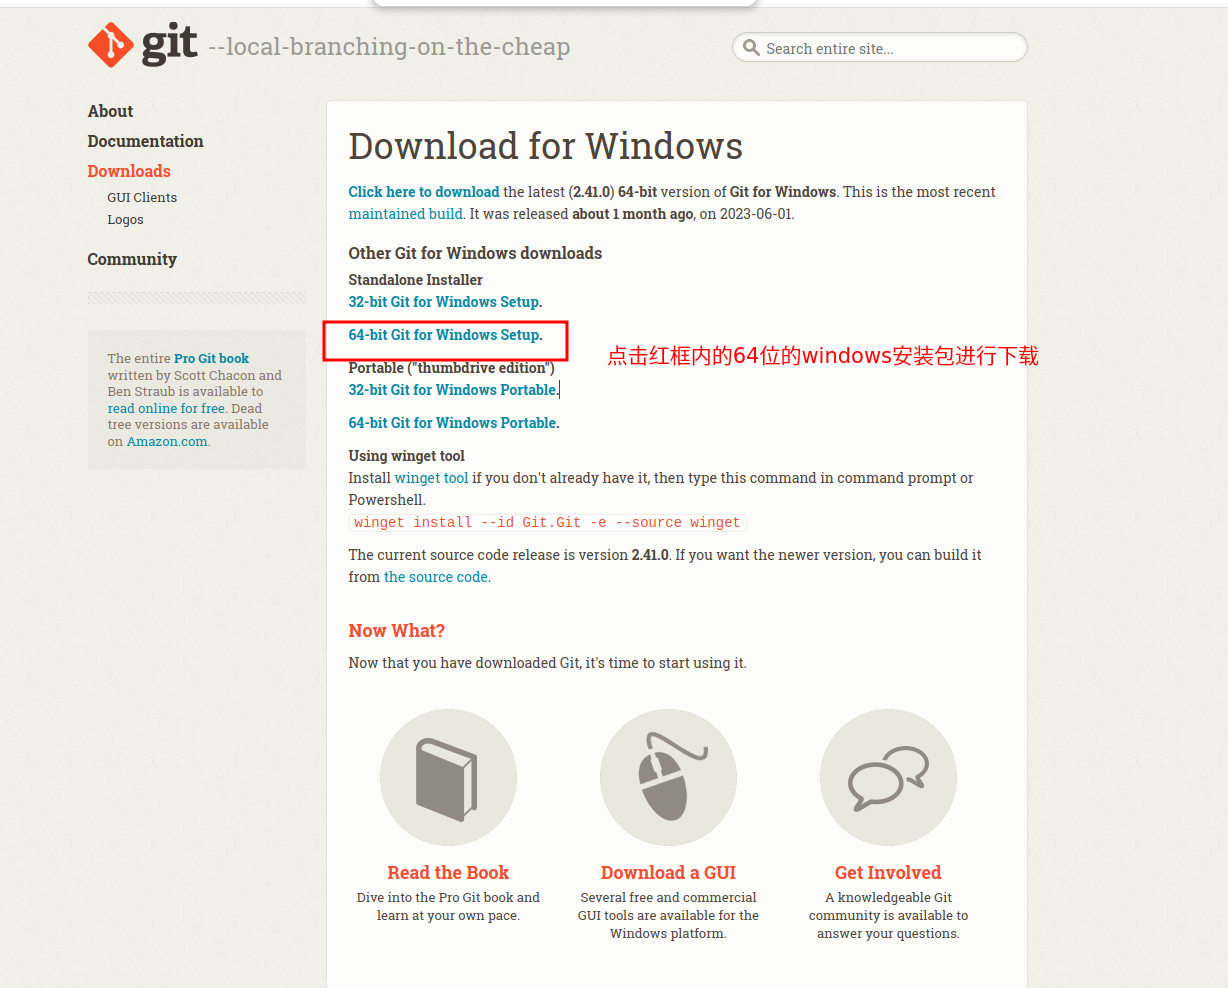 git --local-branching-on-the-cheap
Search entire site...
About
Documentation
Downloads
GUI Clients
Logos
Community
The entire Pro Git book
written by Scott Chacon and
Ben Straub is available to
read online for free. Dead
tree versions are available
on Amazon.com.
Download for Windows
Click here to download the latest (2.41.0) 64-bit version of Git for Windows. This is the most recent
maintained build. It was released about 1 month ago, on 2023-06-01.
Other Git for Windows downloads
Standalone Installer
32-bit Git for Windows Setup.
64-bit Git for Windows Setup.
点击红框内的64位的windows安装包进行下载
Portable ("thumbdrive edition")
32-bit Git for Windows Portable.
64-bit Git for Windows Portable.
Using winget tool
Install winget tool if you don't already have it, then type this command in command prompt or
Powershell.
winget install --id Git.Git -e --source winget
The current source code release is version 2.41.0. If you want the newer version, you can build it
from the source code.
Now What?
Now that you have downloaded Git, it's time to start using it.
Read the Book
Dive into the Pro Git book and
learn at your own pace.
Download a GUI
Several free and commercial
GUI tools are available for the
Windows platform.
Get Involved
A knowledgeable Git
community is available to
answer your questions.